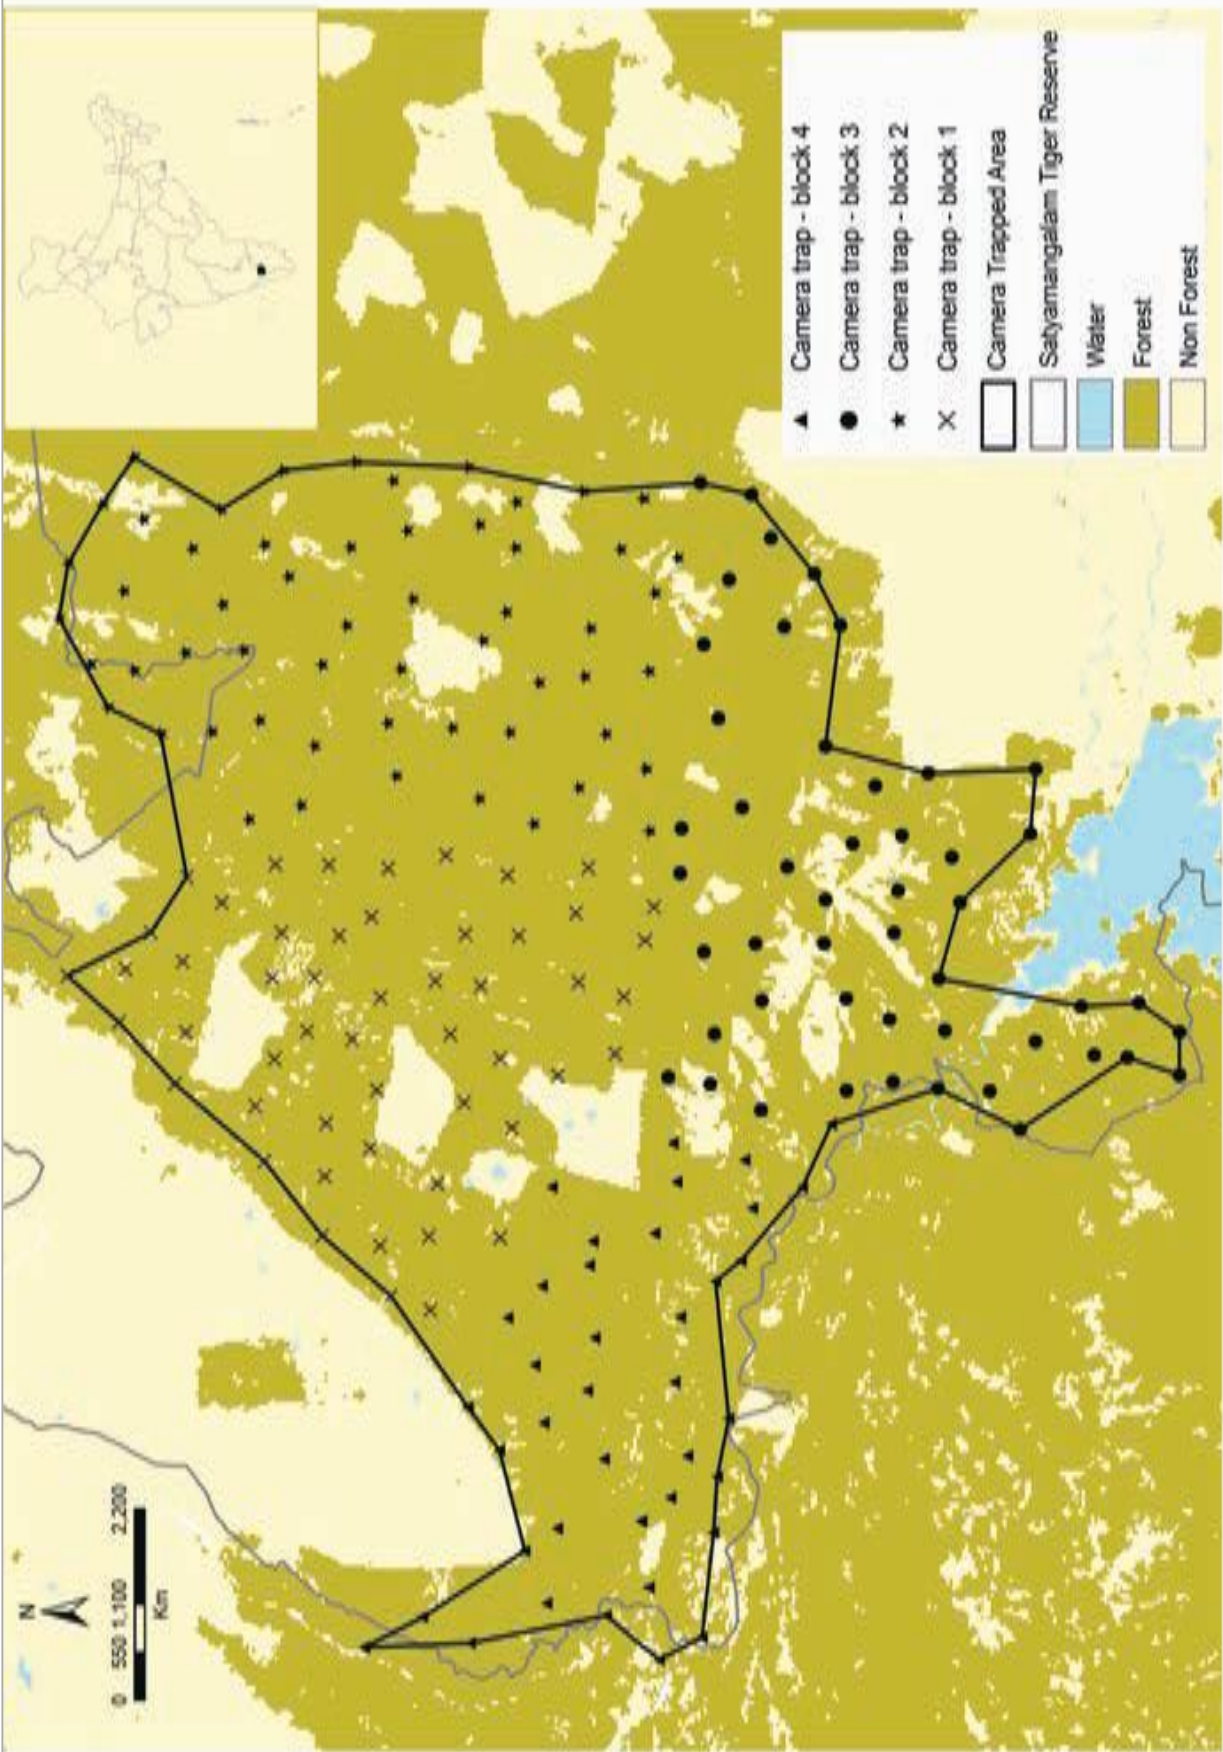 N
0 550 1,100 2,200
Km
Camera trap - block 4
Camera trap - block 3
Camera trap - block 2
Camera trap - block 1
Camera Trapped Area
Satyamangalam Tiger Reserve
Water
Forest
Non Forest